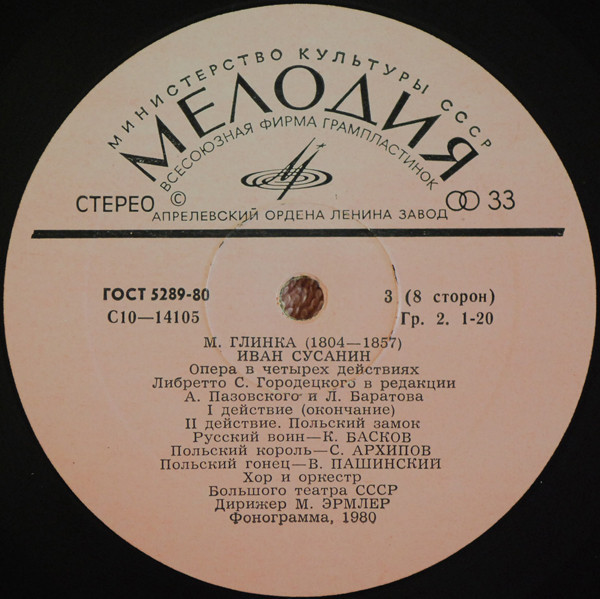 МИНИСТЕРСТВО КУЛЬТУРЫ СССР
МЕЛОДИЯ
ВСЕСОЮЗНАЯ ФИРМА ГРАМПЛАСТИНОК
СТЕРЕО © 33
АПРЕЛЕВСКИЙ ОРДЕНА ЛЕНИНА ЗАВОД
ГОСТ 5289-80 3 (8 сторон)
С10—14105 Гр. 2. 1-20
М. ГЛИНКА (1804—1857)
ИВАН СУСАНИН
Опера в четырех действиях
Либретто С. Городецкого в редакции
А. Пазовского и Л. Баратова
I действие (окончание)
II действие. Польский замок
Русский воин—К. БАСКОВ
Польский король—С. АРХИПОВ
Польский гонец—В. ПАШИНСКИЙ
Хор и оркестр
Большого театра СССР
Дирижер М. ЭРМЛЕР
Фонограмма, 1980